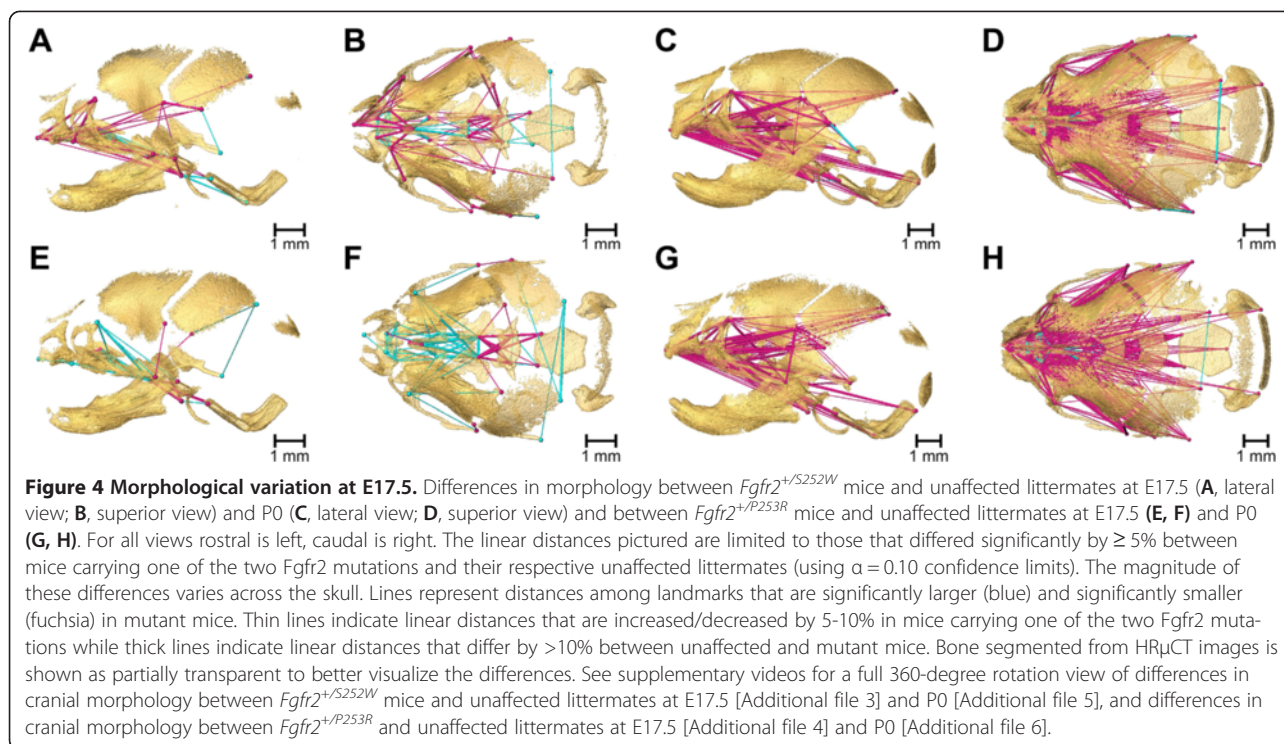 A B C D
1 mm 1 mm 1 mm 1 mm
E F G H
1 mm 1 mm 1 mm 1 mm
Figure 4 Morphological variation at E17.5. Differences in morphology between Fgfr2+/S252W mice and unaffected littermates at E17.5 (A, lateral
view; B, superior view) and P0 (C, lateral view; D, superior view) and between Fgfr2+/P253R mice and unaffected littermates at E17.5 (E, F) and P0
(G, H). For all views rostral is left, caudal is right. The linear distances pictured are limited to those that differed significantly by ≥ 5% between
mice carrying one of the two Fgfr2 mutations and their respective unaffected littermates (using α = 0.10 confidence limits). The magnitude of
these differences varies across the skull. Lines represent distances among landmarks that are significantly larger (blue) and significantly smaller
(fuchsia) in mutant mice. Thin lines indicate linear distances that are increased/decreased by 5-10% in mice carrying one of the two Fgfr2 muta-
tions while thick lines indicate linear distances that differ by >10% between unaffected and mutant mice. Bone segmented from HRμCT images is
shown as partially transparent to better visualize the differences. See supplementary videos for a full 360-degree rotation view of differences in
cranial morphology between Fgfr2+/S252W mice and unaffected littermates at E17.5 [Additional file 3] and P0 [Additional file 5], and differences in
cranial morphology between Fgfr2+/P253R and unaffected littermates at E17.5 [Additional file 4] and P0 [Additional file 6].